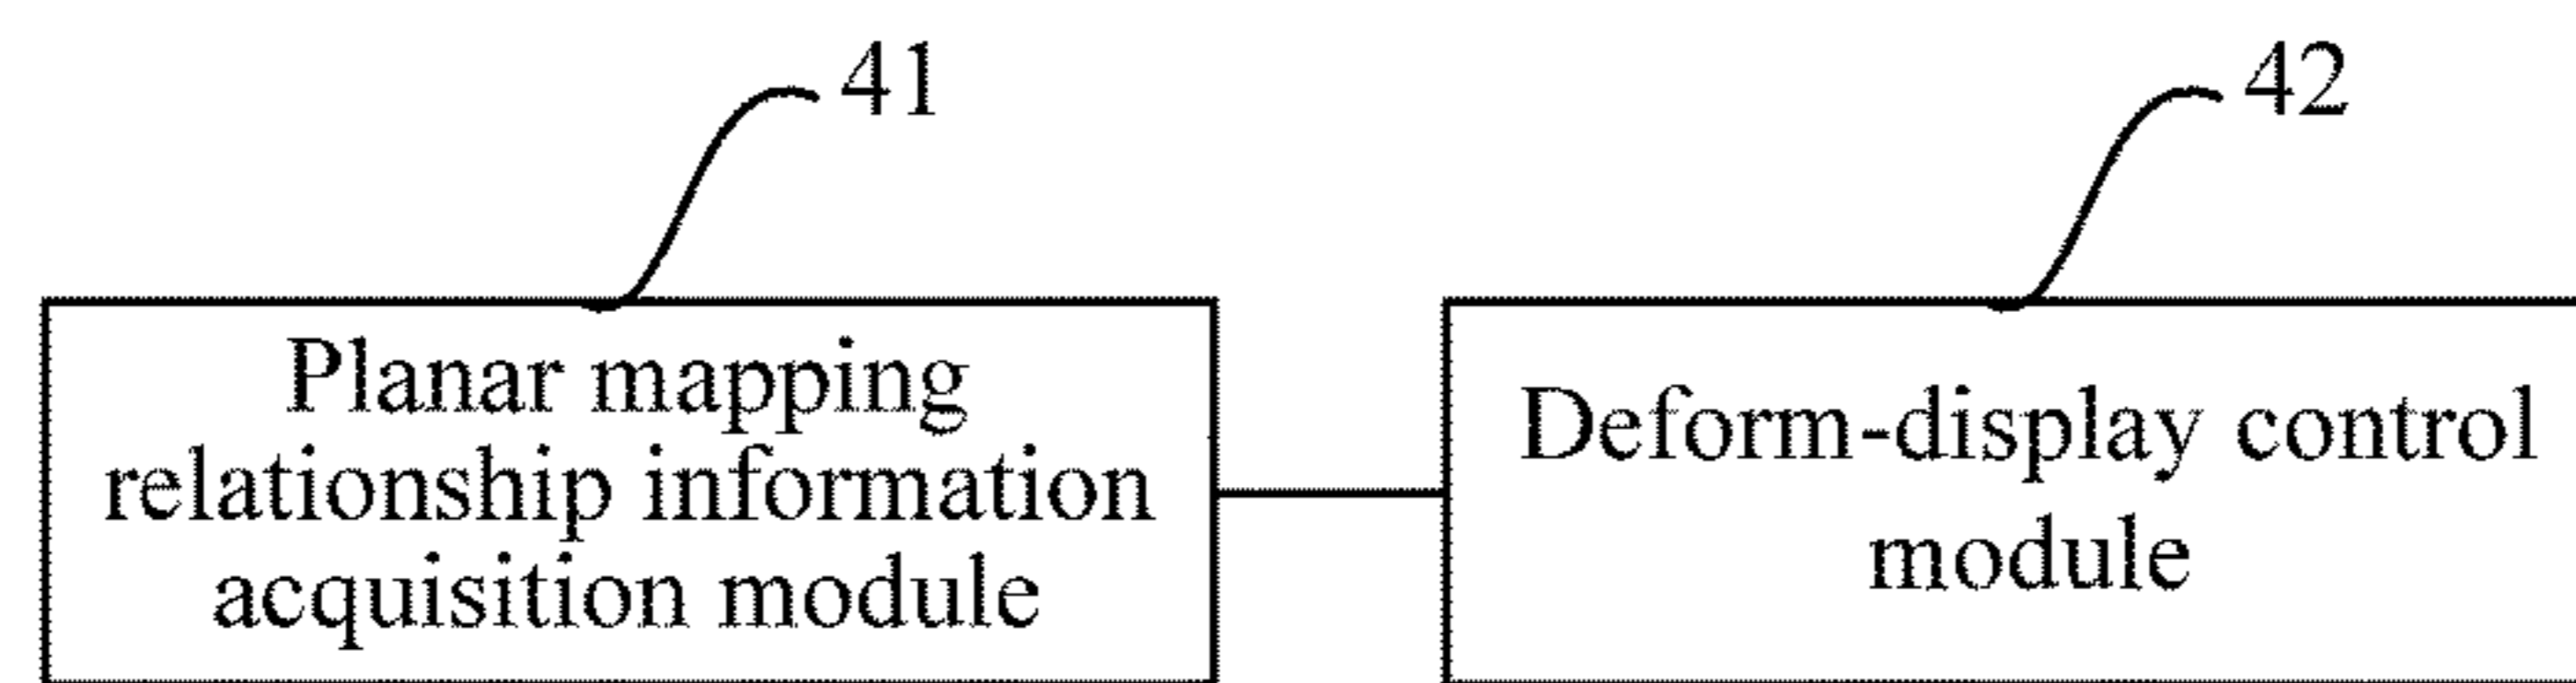 41
42
Planar mapping
relationship information
acquisition module
Deform-display control
module